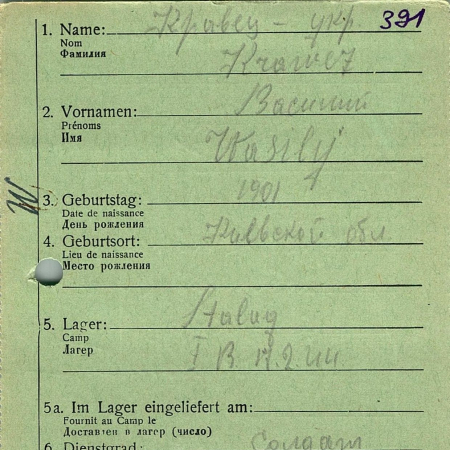 391
1. Name: Кравец - укр.
Nom
Фамилия Krawez
2. Vornamen: Василий
Prénoms
Имя Wasilij
3. Geburtstag: 1901
Date de naissance
День рождения
4. Geburtsort: Киевской обл
Lieu de naissance
Место рождения
5. Lager: Stalag
Camp
Лагер I B
5a. Im Lager eingeliefert am:
Fournit au Camp le
Доставлен в лагер (число)
6. Dienstgrad: Солдат